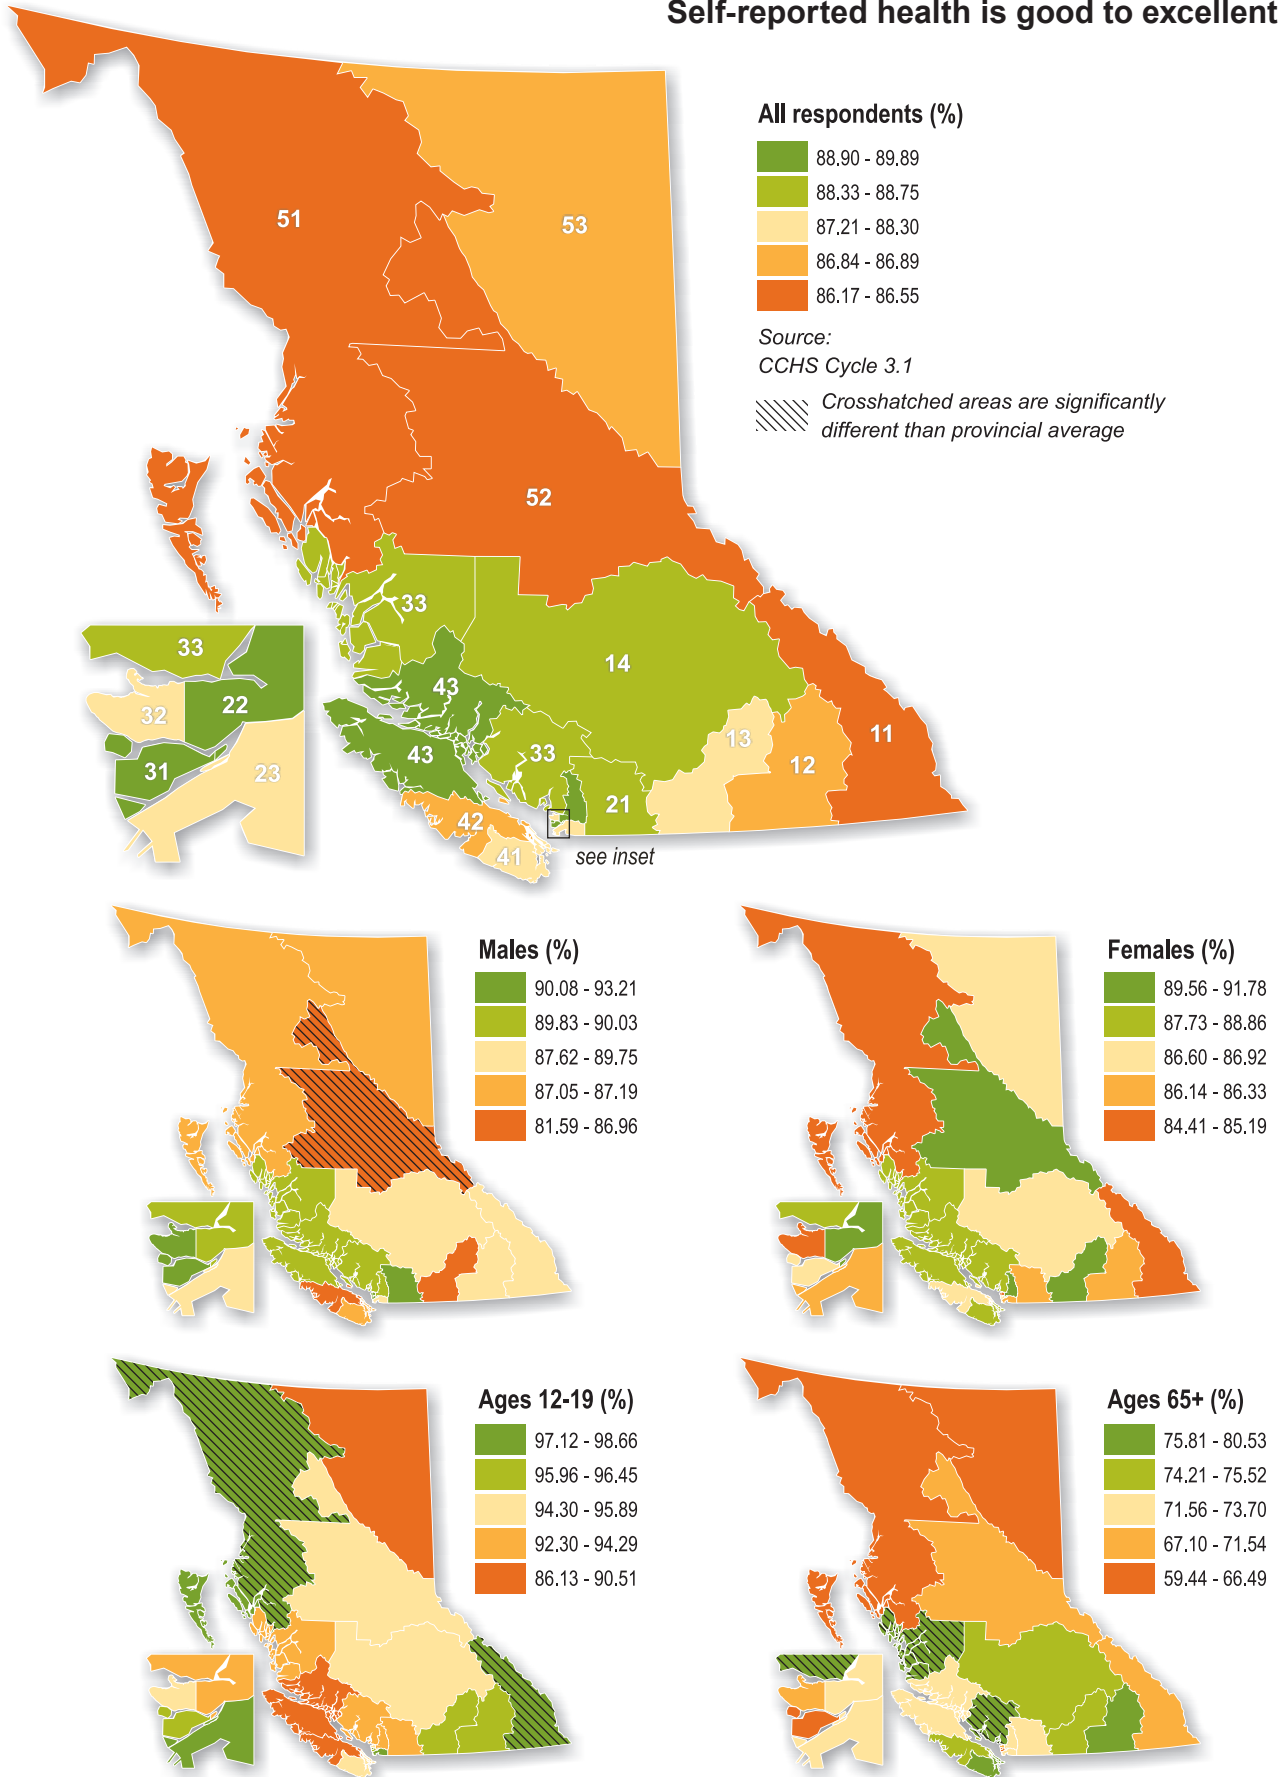 Self-reported health is good to excellent
All respondents (%)
88.90 - 89.89
88.33 - 88.75
87.21 - 88.30
86.84 - 86.89
86.17 - 86.55
Source:
CCHS Cycle 3.1
Crosshatched areas are significantly
different than provincial average
51
53
52
33
14
43
13
11
12
43
33
21
42
41
see inset
33
32
22
31
23
Males (%)
90.08 - 93.21
89.83 - 90.03
87.62 - 89.75
87.05 - 87.19
81.59 - 86.96
Females (%)
89.56 - 91.78
87.73 - 88.86
86.60 - 86.92
86.14 - 86.33
84.41 - 85.19
Ages 12-19 (%)
97.12 - 98.66
95.96 - 96.45
94.30 - 95.89
92.30 - 94.29
86.13 - 90.51
Ages 65+ (%)
75.81 - 80.53
74.21 - 75.52
71.56 - 73.70
67.10 - 71.54
59.44 - 66.49